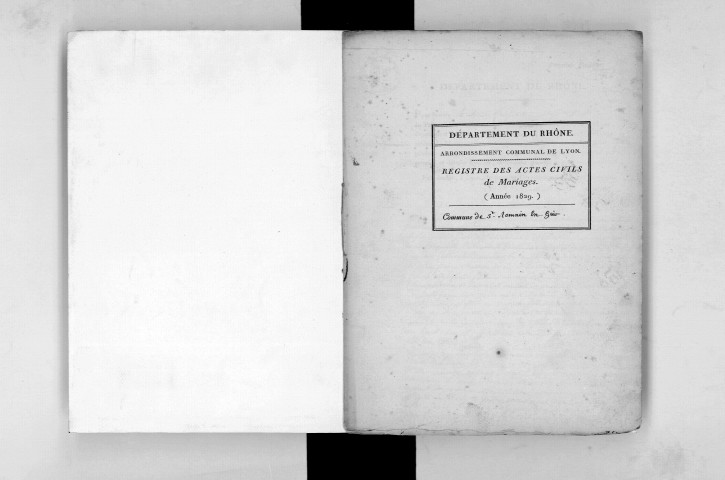 DÉPARTEMENT DU RHÔNE.
ARRONDISSEMENT COMMUNAL DE LYON.
REGISTRE DES ACTES CIVILS
de Mariages.
( Année 1829. )
Commune de St. Romain en Gier.